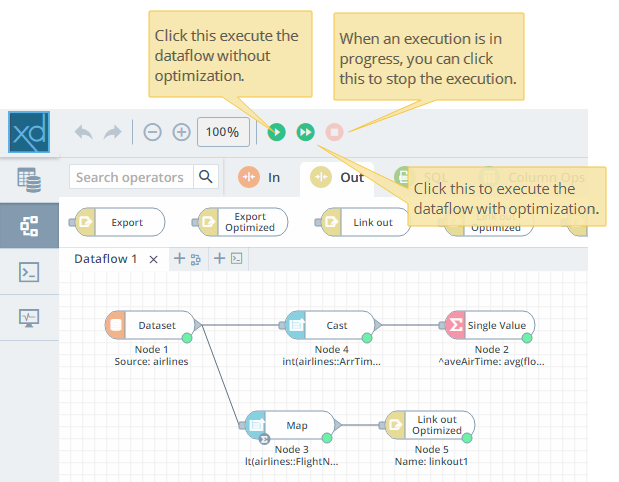 Click this execute the
dataflow without
optimization.
When an execution is in
progress, you can click
this to stop the execution.
xd
100%
Search operators
In
Out
SQL
Column Ops
Click this to execute the
dataflow with optimization.
Export
Export
Optimized
Link out
Link out
Optimized
Dataflow 1
Dataset
Node 1
Source: airlines
Cast
Node 4
int(airlines::ArrTim...
Single Value
Node 2
^aveAirTime: avg(flo...
Map
Node 3
lt(airlines::FlightN...
Link out
Optimized
Node 5
Name: linkout1